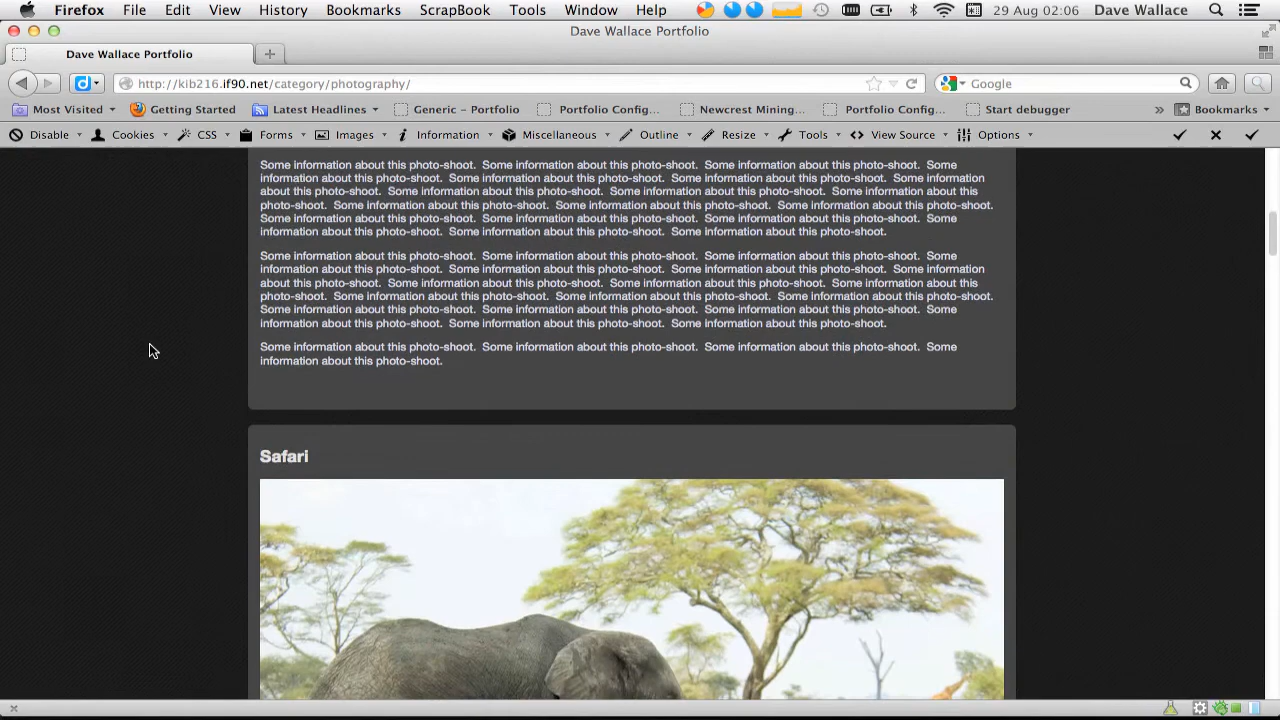 Firefox File Edit View History Bookmarks ScrapBook Tools Window Help 29 Aug 02:06 Dave Wallace
Dave Wallace Portfolio
Dave Wallace Portfolio
http://kib216.if90.net/category/photography/ Google
Most Visited Getting Started Latest Headlines Generic – Portfolio Portfolio Config... Newcrest Mining... Portfolio Config... Start debugger » Bookmarks
Disable Cookies CSS Forms Images Information Miscellaneous Outline Resize Tools View Source Options
Some information about this photo-shoot. Some information about this photo-shoot. Some information about this photo-shoot. Some
information about this photo-shoot. Some information about this photo-shoot. Some information about this photo-shoot. Some information
about this photo-shoot. Some information about this photo-shoot. Some information about this photo-shoot. Some information about this
photo-shoot. Some information about this photo-shoot. Some information about this photo-shoot. Some information about this photo-shoot.
Some information about this photo-shoot. Some information about this photo-shoot. Some information about this photo-shoot. Some
information about this photo-shoot. Some information about this photo-shoot. Some information about this photo-shoot.
Some information about this photo-shoot. Some information about this photo-shoot. Some information about this photo-shoot. Some
information about this photo-shoot. Some information about this photo-shoot. Some information about this photo-shoot. Some information
about this photo-shoot. Some information about this photo-shoot. Some information about this photo-shoot. Some information about this
photo-shoot. Some information about this photo-shoot. Some information about this photo-shoot. Some information about this photo-shoot.
Some information about this photo-shoot. Some information about this photo-shoot. Some information about this photo-shoot. Some
information about this photo-shoot. Some information about this photo-shoot. Some information about this photo-shoot.
Some information about this photo-shoot. Some information about this photo-shoot. Some information about this photo-shoot. Some
information about this photo-shoot.
Safari